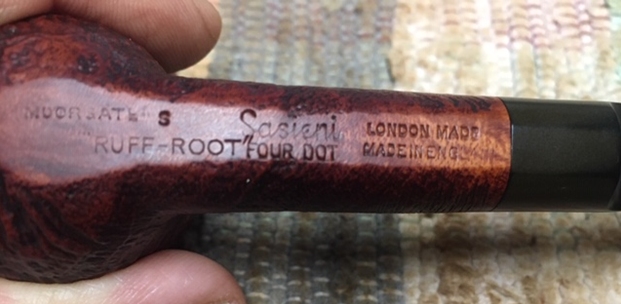 "MOORGATE" S
"RUFF-ROOT"
Sasieni
FOUR DOT
LONDON MADE
MADE IN ENGLAND